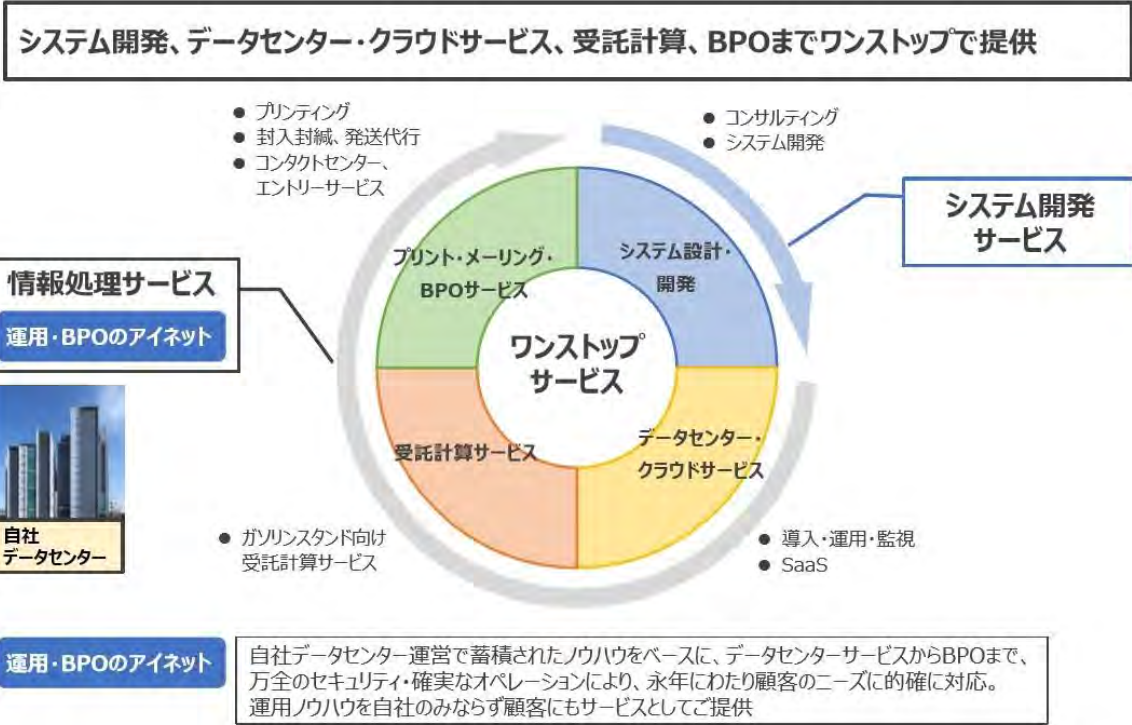 システム開発、データセンター・クラウドサービス、受託計算、BPOまでワンストップで提供
● プリンティング
● 封入封緘、発送代行
● コンタクトセンター、
エントリーサービス
● コンサルティング
● システム開発
システム開発
サービス
プリント・メーリング・
BPOサービス
システム設計・
開発
情報処理サービス
運用・BPOのアイネット
ワンストップ
サービス
受託計算サービス
データセンター・
クラウドサービス
自社
データセンター
● ガソリンスタンド向け
受託計算サービス
● 導入・運用・監視
● SaaS
運用・BPOのアイネット
自社データセンター運営で蓄積されたノウハウをベースに、データセンターサービスからBPOまで、
万全のセキュリティ・確実なオペレーションにより、永年にわたり顧客のニーズに的確に対応。
運用ノウハウを自社のみならず顧客にもサービスとしてご提供